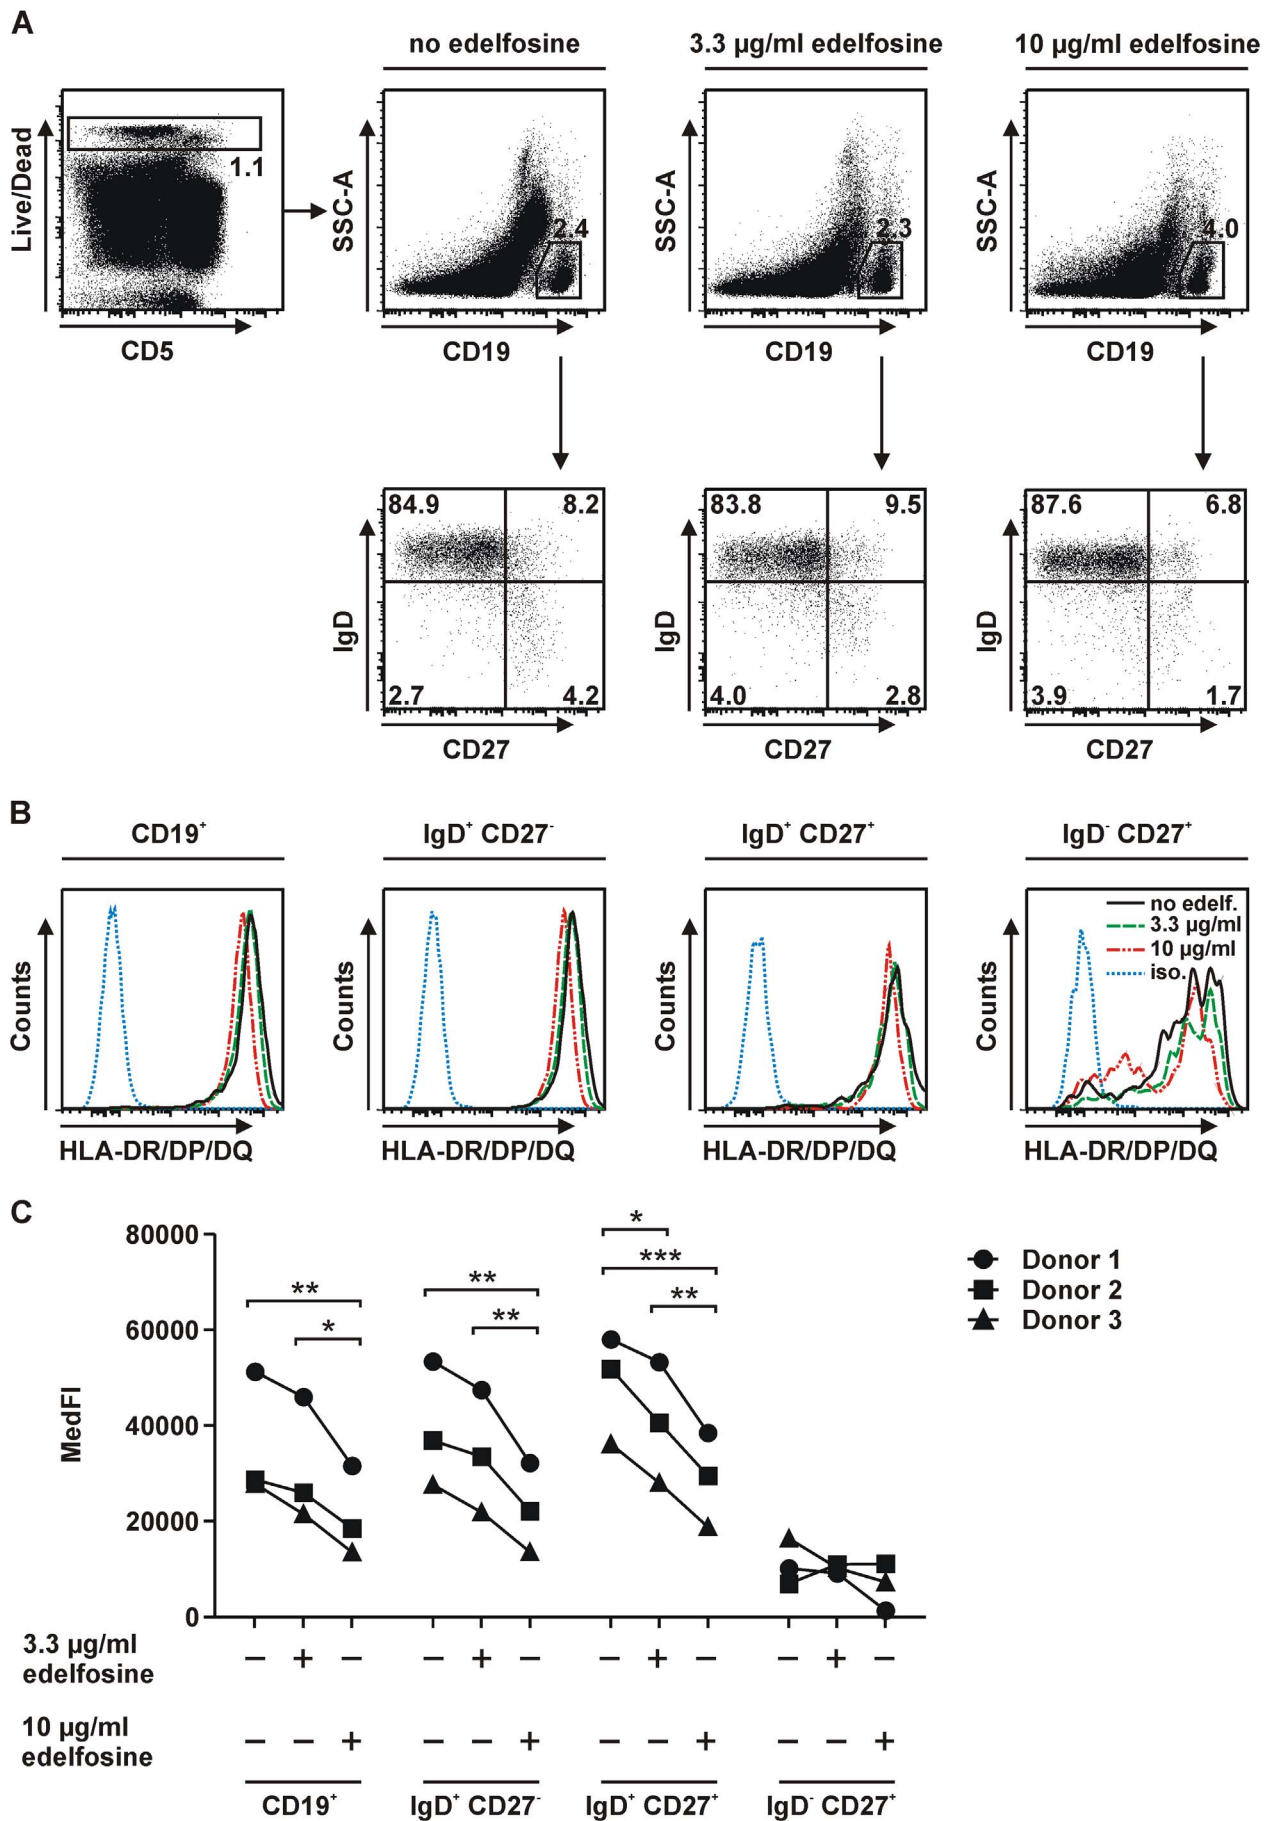 A
no edelfosine
3.3 µg/ml edelfosine
10 µg/ml edelfosine
Live/Dead
1.1
CD5
SSC-A
2.4
CD19
SSC-A
2.3
CD19
SSC-A
4.0
CD19
84.9
8.2
IgD
2.7
4.2
CD27
83.8
9.5
IgD
4.0
2.8
CD27
87.6
6.8
IgD
3.9
1.7
CD27
B
CD19⁺
IgD⁺ CD27⁻
IgD⁺ CD27⁺
IgD⁻ CD27⁺
no edelf.
3.3 µg/ml
10 µg/ml
iso.
Counts
Counts
Counts
Counts
HLA-DR/DP/DQ
HLA-DR/DP/DQ
HLA-DR/DP/DQ
HLA-DR/DP/DQ
C
MedFI
80000
60000
40000
20000
0
**
*
**
**
*
***
**
Donor 1
Donor 2
Donor 3
3.3 µg/ml
edelfosine
− + − − + − − + − − + −
10 µg/ml
edelfosine
− − + − − + − − + − − +
CD19⁺
IgD⁺ CD27⁻
IgD⁺ CD27⁺
IgD⁻ CD27⁺